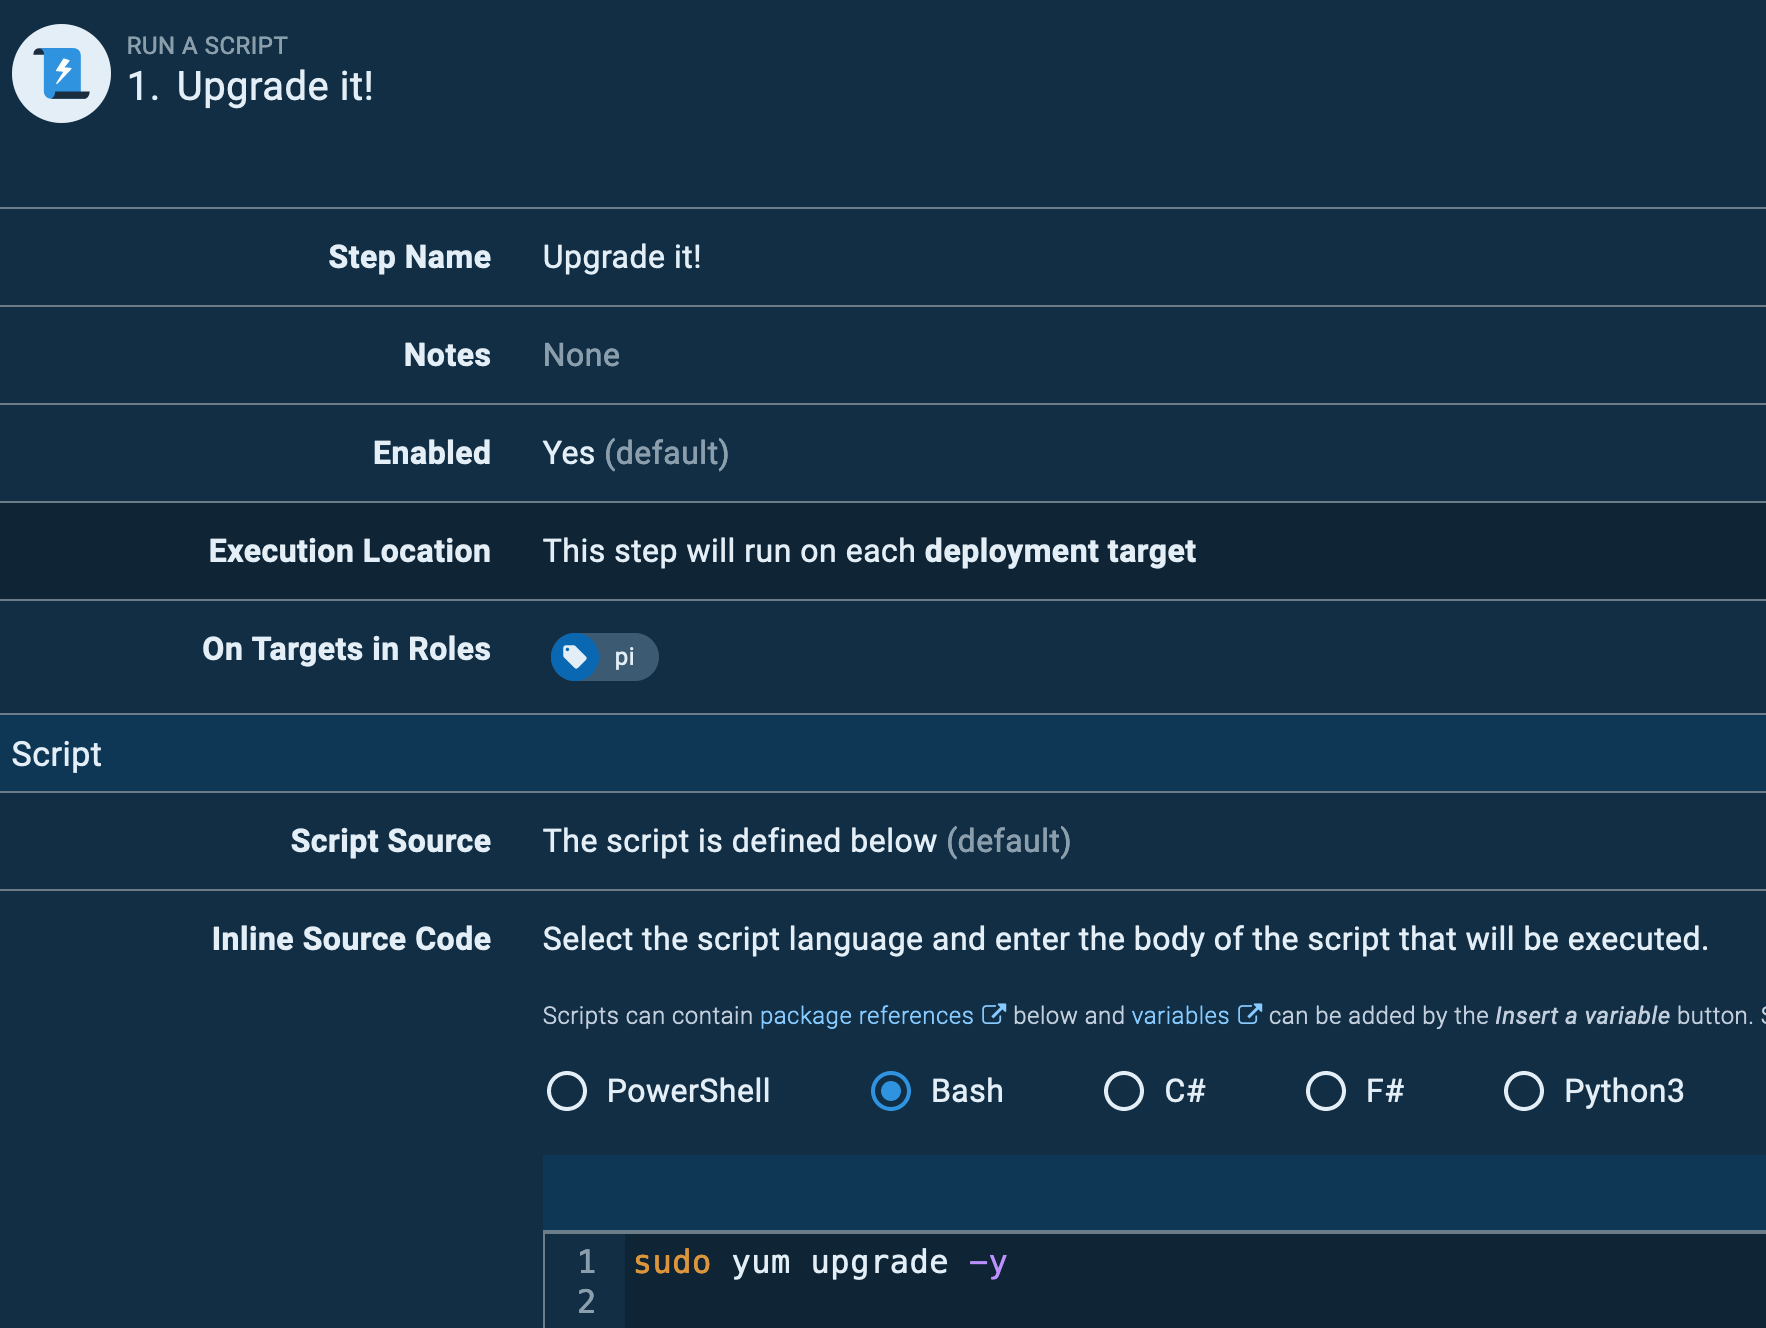 RUN A SCRIPT
1. Upgrade it!
Step Name Upgrade it!
Notes None
Enabled Yes (default)
Execution Location This step will run on each deployment target
On Targets in Roles pi
Script
Script Source The script is defined below (default)
Inline Source Code Select the script language and enter the body of the script that will be executed.
Scripts can contain package references below and variables can be added by the Insert a variable button.
PowerShell Bash C# F# Python3
1 sudo yum upgrade -y
2